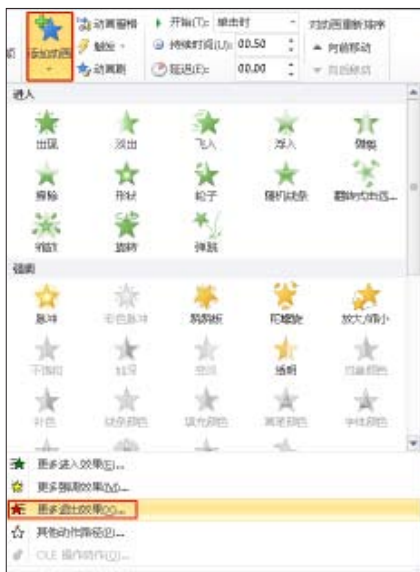 添加动画
动画窗格
触发
动画刷
开始(T): 单击时
持续时间(U): 00.50
延迟(E): 00.00
对动画重新排序
向前移动
向后移动
进入
出现 淡出 飞入 浮入 劈裂
擦除 形状 轮子 随机线条 翻转式由远...
缩放 旋转 弹跳
强调
脉冲 彩色脉冲 跷跷板 陀螺旋 放大/缩小
不饱和 加深 变淡 透明 对象颜色
补色 线条颜色 填充颜色 画笔颜色 字体颜色
更多进入效果(E)...
更多强调效果(M)...
更多退出效果(X)...
其他动作路径(P)...
OLE 操作动作(O)...